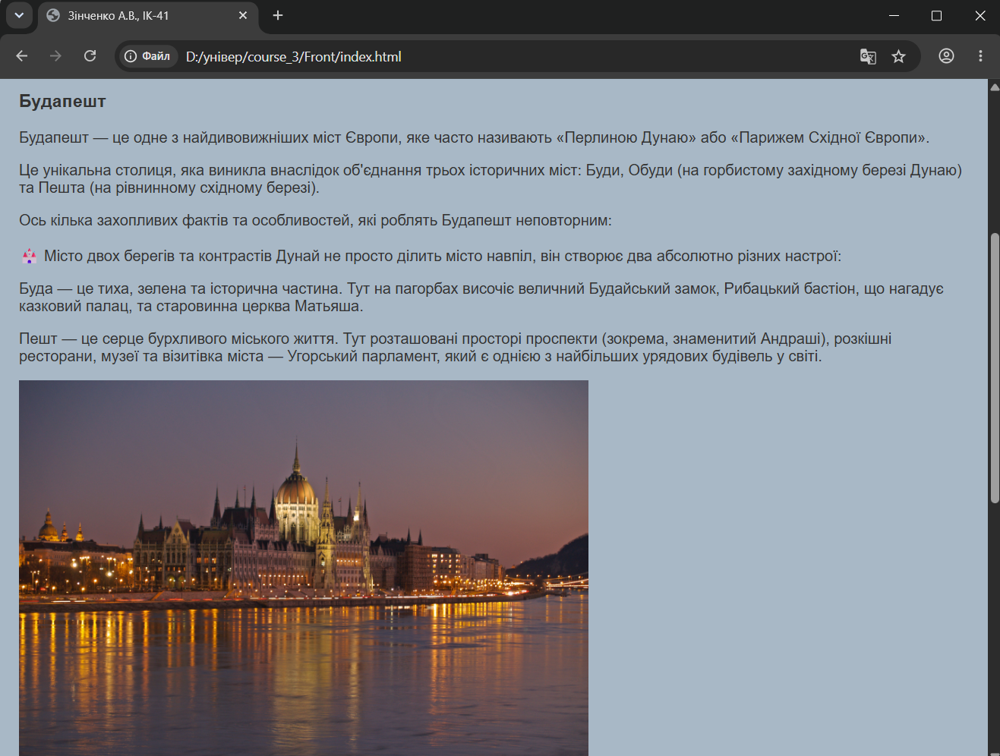 Зінченко А.В., ІК-41
Файл
D:/універ/course_3/Front/index.html
Будапешт
Будапешт — це одне з найдивовижніших міст Європи, яке часто називають «Перлиною Дунаю» або «Парижем Східної Європи».
Це унікальна столиця, яка виникла внаслідок об'єднання трьох історичних міст: Буди, Обуди (на горбистому західному березі Дунаю)
та Пешта (на рівнинному східному березі).
Ось кілька захопливих фактів та особливостей, які роблять Будапешт неповторним:
🏰 Місто двох берегів та контрастів Дунай не просто ділить місто навпіл, він створює два абсолютно різних настрої:
Буда — це тиха, зелена та історична частина. Тут на пагорбах височіє величний Будайський замок, Рибацький бастіон, що нагадує
казковий палац, та старовинна церква Матьяша.
Пешт — це серце бурхливого міського життя. Тут розташовані просторі проспекти (зокрема, знаменитий Андраші), розкішні
ресторани, музеї та візитівка міста — Угорський парламент, який є однією з найбільших урядових будівель у світі.